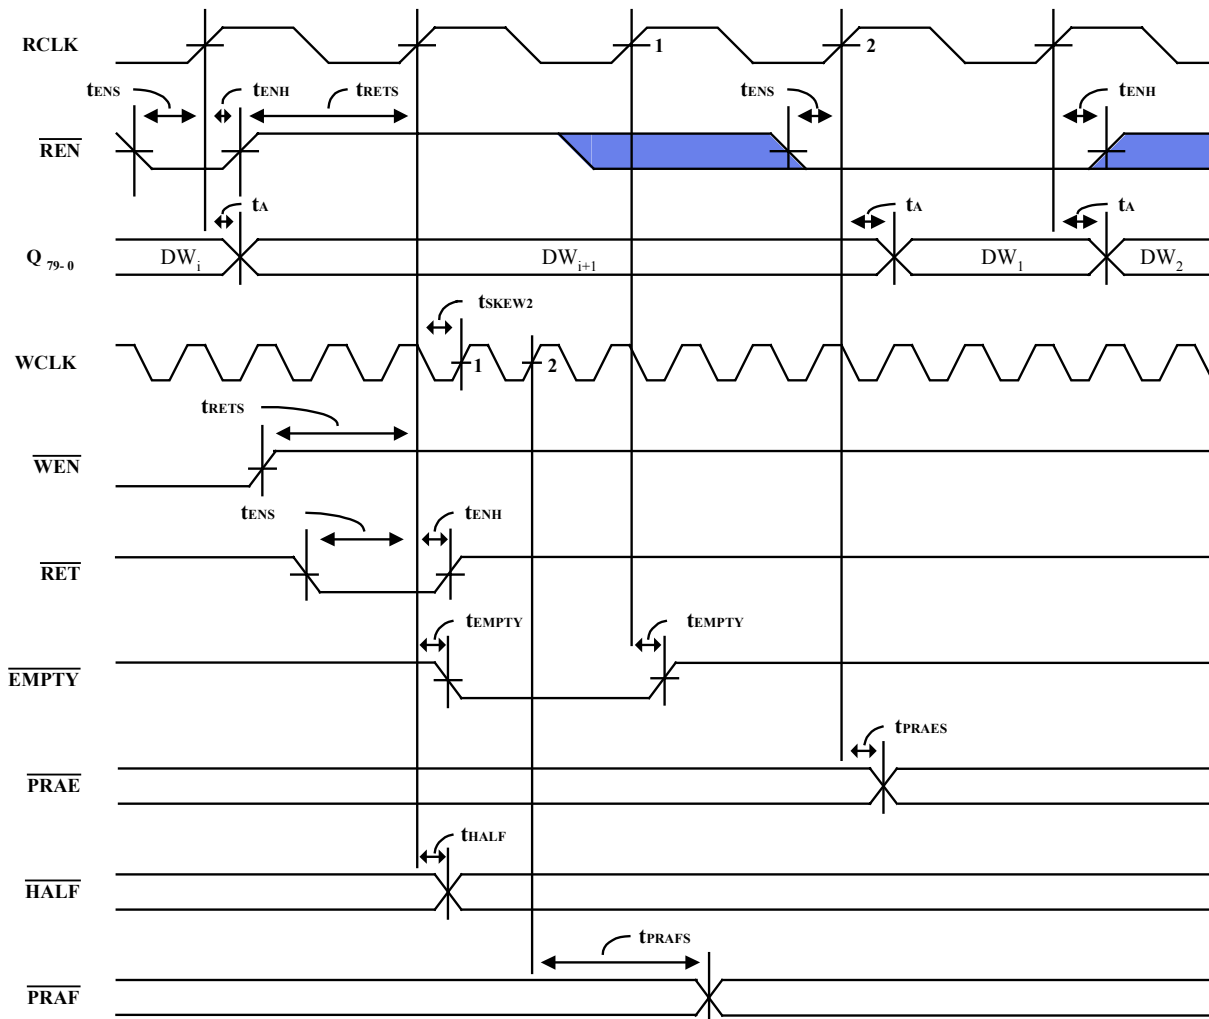 RCLK
1
2
tENS
tENH
tRETS
tENS
tENH
REN
tA
tA
tA
Q 79-0
DWi
DWi+1
DW1
DW2
tSKEW2
WCLK
1
2
tRETS
WEN
tENS
tENH
RET
tEMPTY
tEMPTY
EMPTY
tPRAES
PRAE
tHALF
HALF
tPRAFS
PRAF